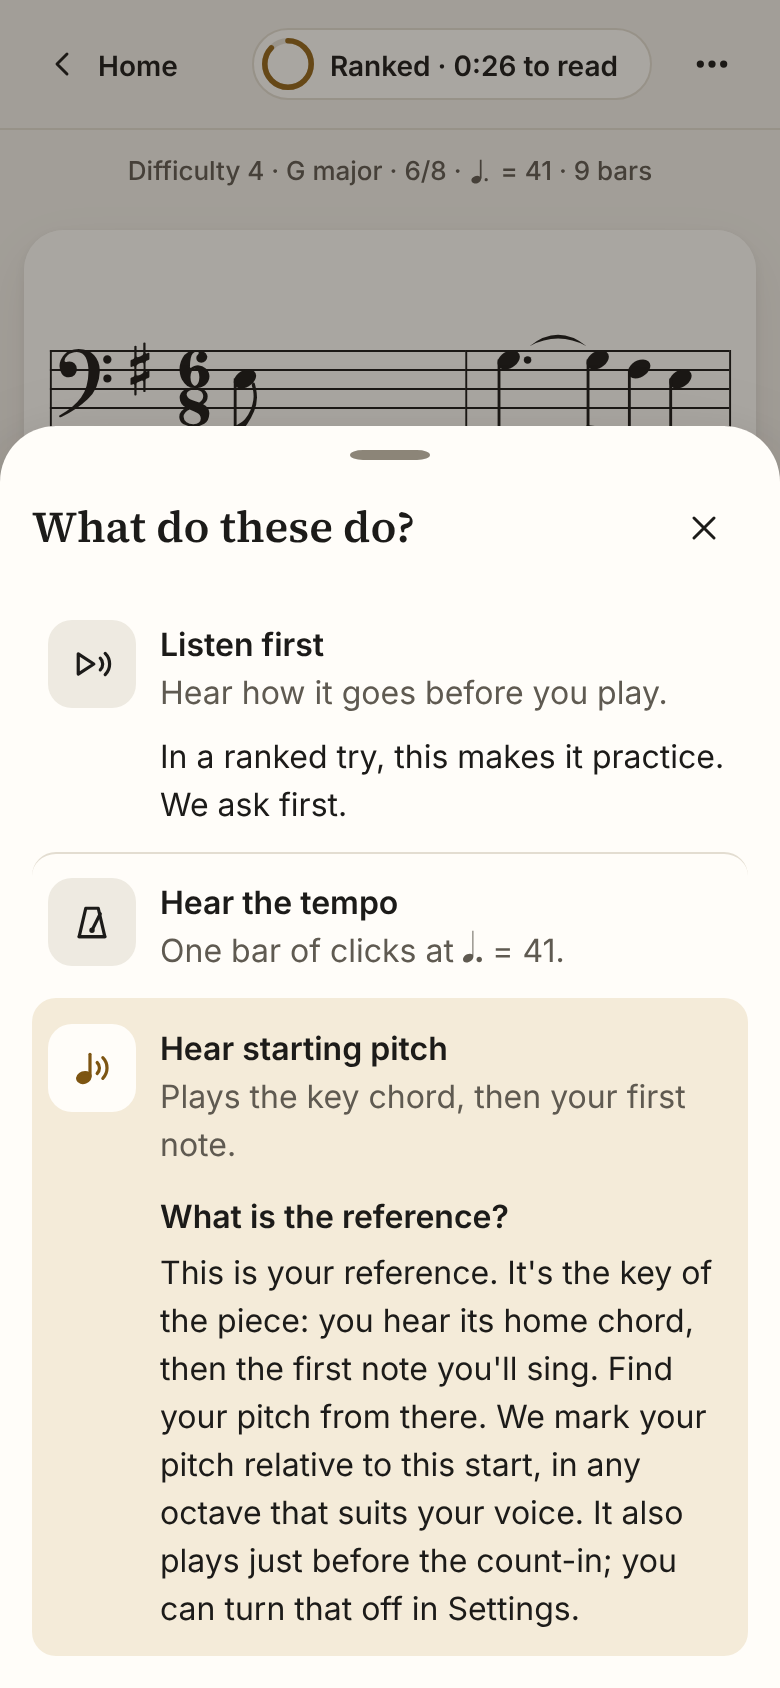 Home
Ranked · 0:26 to read
Difficulty 4 · G major · 6/8 · 𝅘𝅥. = 41 · 9 bars
6
8
What do these do?
Listen first
Hear how it goes before you play.
In a ranked try, this makes it practice.
We ask first.
Hear the tempo
One bar of clicks at 𝅘𝅥. = 41.
Hear starting pitch
Plays the key chord, then your first
note.
What is the reference?
This is your reference. It's the key of
the piece: you hear its home chord,
then the first note you'll sing. Find
your pitch from there. We mark your
pitch relative to this start, in any
octave that suits your voice. It also
plays just before the count-in; you
can turn that off in Settings.